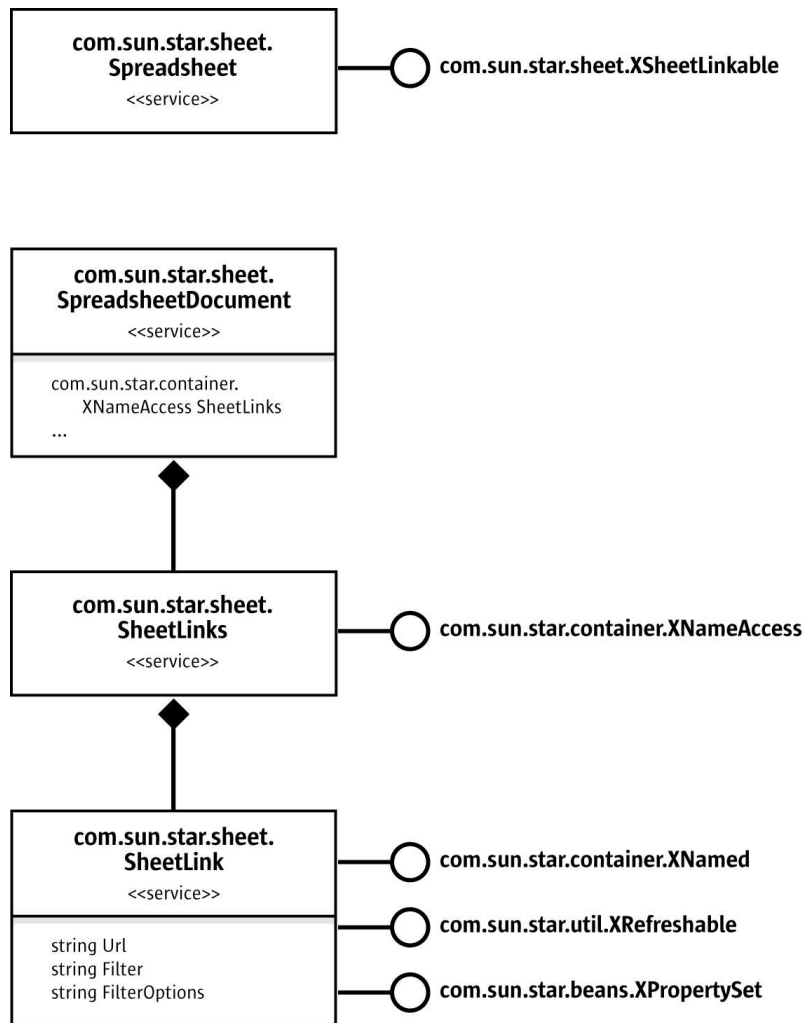 com.sun.star.sheet.
Spreadsheet
<<service>>
com.sun.star.sheet.XSheetLinkable
com.sun.star.sheet.
SpreadsheetDocument
<<service>>
com.sun.star.container.
XNameAccess SheetLinks
...
com.sun.star.sheet.
SheetLinks
<<service>>
com.sun.star.container.XNameAccess
com.sun.star.sheet.
SheetLink
<<service>>
string Url
string Filter
string FilterOptions
com.sun.star.container.XNamed
com.sun.star.util.XRefreshable
com.sun.star.beans.XPropertySet